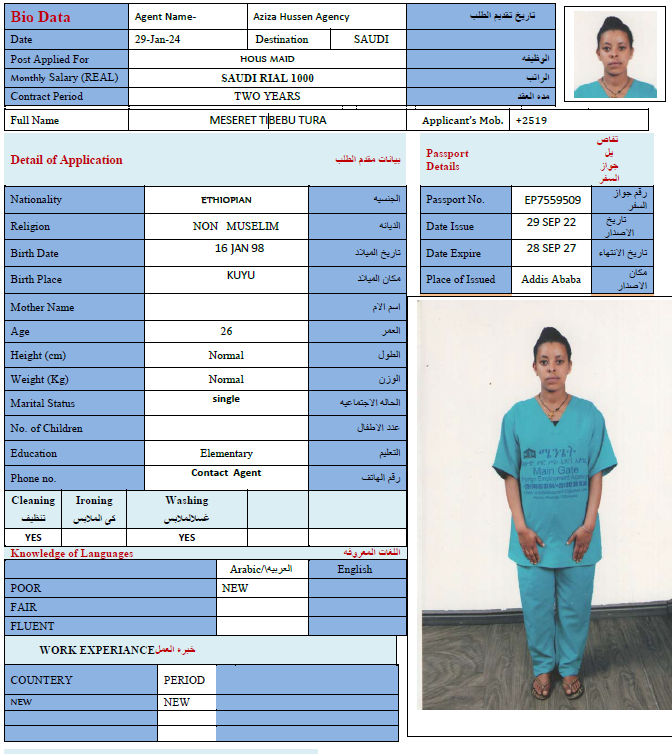 Bio Data Agent Name- Aziza Hussen Agency تاريخ تقديم الطلب
Date 29-Jan-24 Destination SAUDI
Post Applied For HOUS MAID الوظيفه
Monthly Salary (REAL) SAUDI RIAL 1000 الراتب
Contract Period TWO YEARS مده العقد
Full Name MESERET TIBEBU TURA Applicant's Mob. +2519
Detail of Application بيانات مقدم الطلب
Passport Details تفاصيل جواز السفر
Nationality ETHIOPIAN الجنسيه
Religion NON MUSELIM الديانه
Birth Date 16 JAN 98 تاريخ الميلاد
Birth Place KUYU مكان الميلاد
Mother Name اسم الام
Age 26 العمر
Height (cm) Normal الطول
Weight (Kg) Normal الوزن
Marital Status single الحاله الاجتماعيه
No. of Children عدد الاطفال
Education Elementary التعليم
Phone no. Contact Agent رقم الهاتف
Passport No. EP7559509 رقم جواز السفر
Date Issue 29 SEP 22 تاريخ الاصدار
Date Expire 28 SEP 27 تاريخ الانتهاء
Place of Issued Addis Ababa مكان الاصدار
Cleaning Ironing Washing
تنظيف كى الملابس غسالملابس
YES YES
Knowledge of Languages اللغات المعروفه
Arabic/العربيه\ English
POOR NEW
FAIR
FLUENT
WORK EXPERIANCE خبره العمل
COUNTERY PERIOD
NEW NEW
ሜኒጌት
Main Gate